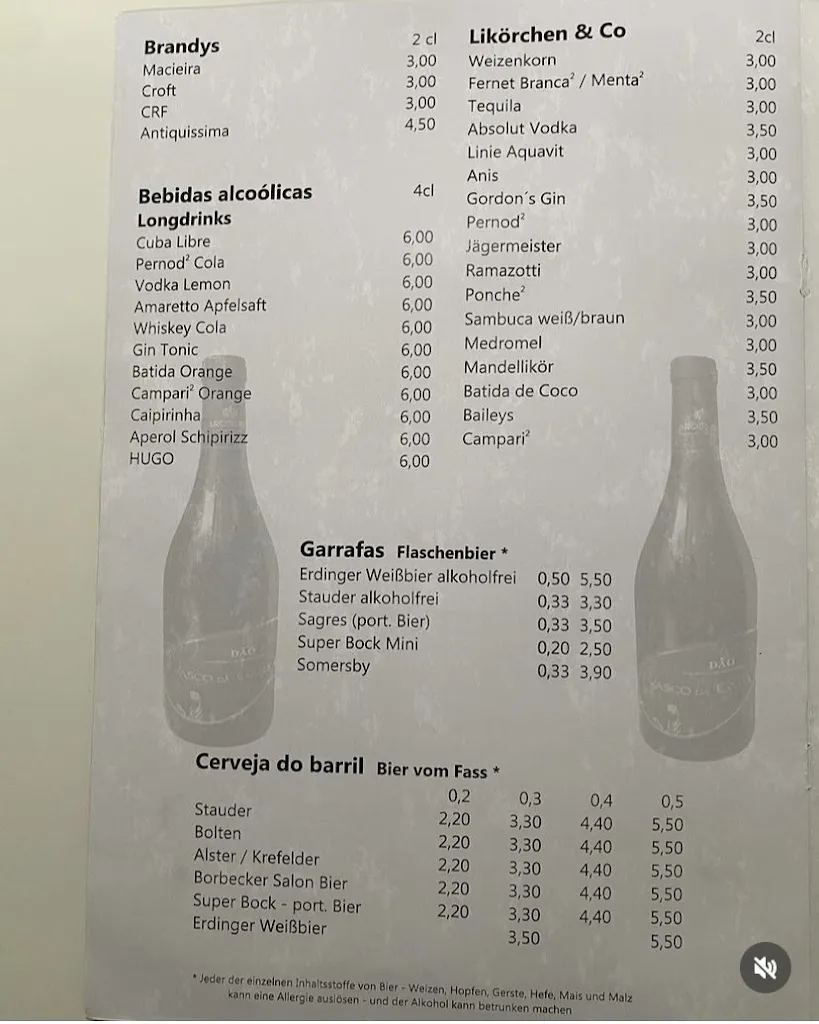 Brandys 2 cl
Macieira 3,00
Croft 3,00
CRF 3,00
Antiquissima 4,50
Bebidas alcoólicas 4cl
Longdrinks
Cuba Libre 6,00
Pernod² Cola 6,00
Vodka Lemon 6,00
Amaretto Apfelsaft 6,00
Whiskey Cola 6,00
Gin Tonic 6,00
Batida Orange 6,00
Campari² Orange 6,00
Caipirinha 6,00
Aperol Schipirizz 6,00
HUGO 6,00
Likörchen & Co 2cl
Weizenkorn 3,00
Fernet Branca² / Menta² 3,00
Tequila 3,00
Absolut Vodka 3,50
Linie Aquavit 3,00
Anis 3,00
Gordon´s Gin 3,50
Pernod² 3,00
Jägermeister 3,00
Ramazotti 3,00
Ponche² 3,50
Sambuca weiß/braun 3,00
Medromel 3,00
Mandellikör 3,50
Batida de Coco 3,00
Baileys 3,50
Campari² 3,00
Garrafas Flaschenbier *
Erdinger Weißbier alkoholfrei 0,50 5,50
Stauder alkoholfrei 0,33 3,30
Sagres (port. Bier) 0,33 3,50
Super Bock Mini 0,20 2,50
Somersby 0,33 3,90
DÃO
DÃO
Cerveja do barril Bier vom Fass *
0,2 0,3 0,4 0,5
Stauder 2,20 3,30 4,40 5,50
Bolten 2,20 3,30 4,40 5,50
Alster / Krefelder 2,20 3,30 4,40 5,50
Borbecker Salon Bier 2,20 3,30 4,40 5,50
Super Bock - port. Bier 2,20 3,30 4,40 5,50
Erdinger Weißbier 3,50 5,50
* Jeder der einzelnen Inhaltsstoffe von Bier - Weizen, Hopfen, Gerste, Hefe, Mais und Malz
kann eine Allergie auslösen - und der Alkohol kann betrunken machen